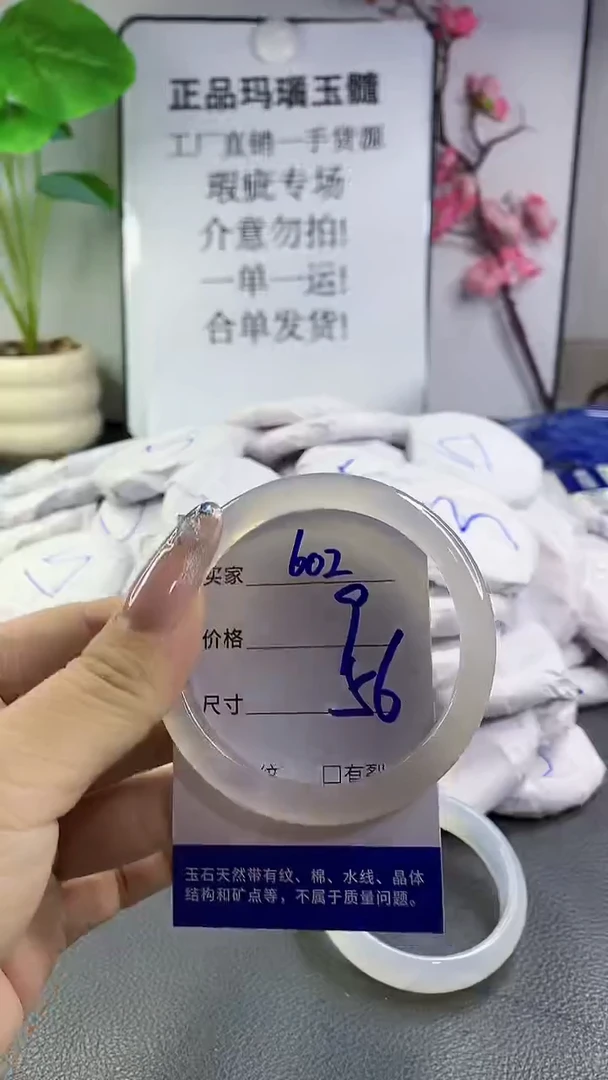 正品玛瑙玉髓
工厂直销一手货源
瑕疵专场
介意勿拍!
一单一运!
合单发货!
买家 602
价格
尺寸 56
纹 □有裂
玉石天然带有纹、棉、水线、晶体
结构和矿点等，不属于质量问题。